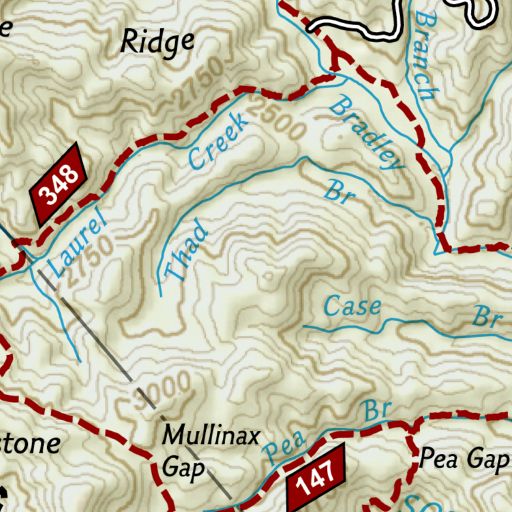 Ridge
Branch
2750
2500
Bradley
Creek
348
Br
Laurel
Thad
2750
Case
Br
3000
Br
Mullinax
Gap
Pea
stone
Pea Gap
147